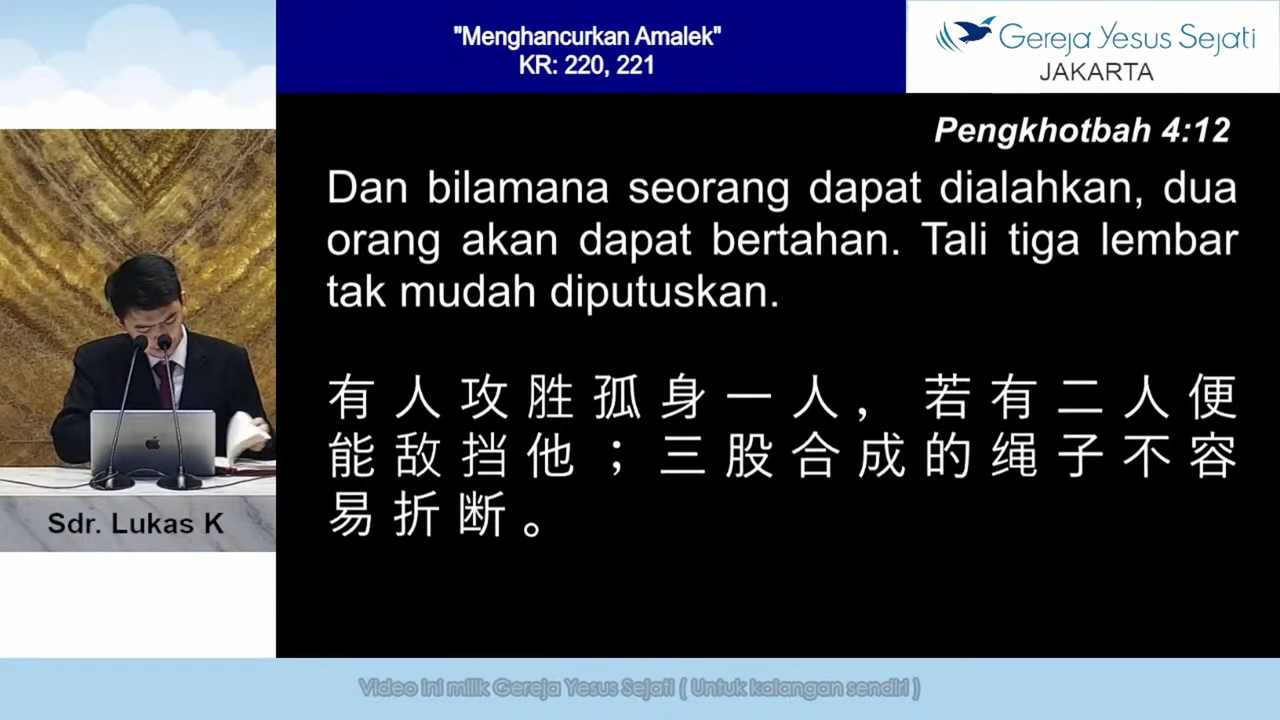 "Menghancurkan Amalek"
KR: 220, 221
Gereja Yesus Sejati
JAKARTA
Pengkhotbah 4:12
Dan bilamana seorang dapat dialahkan, dua
orang akan dapat bertahan. Tali tiga lembar
tak mudah diputuskan.
有人攻胜孤身一人，若有二人便
能敌挡他；三股合成的绳子不容
易折断。
Sdr. Lukas K
Video ini milik Gereja Yesus Sejati ( Untuk kalangan sendiri )